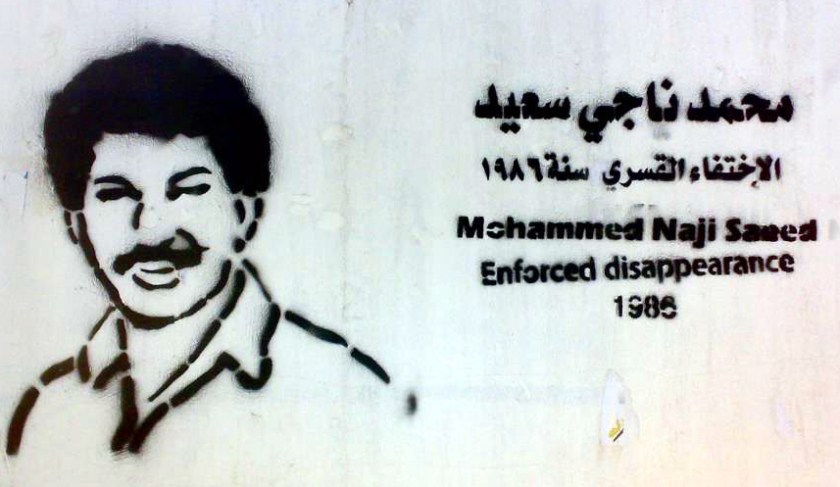 محمد ناجي سعيد
الإختفاء القسري سنة ١٩٨٦
Mohammed Naji Saeed
Enforced disappearance
1986